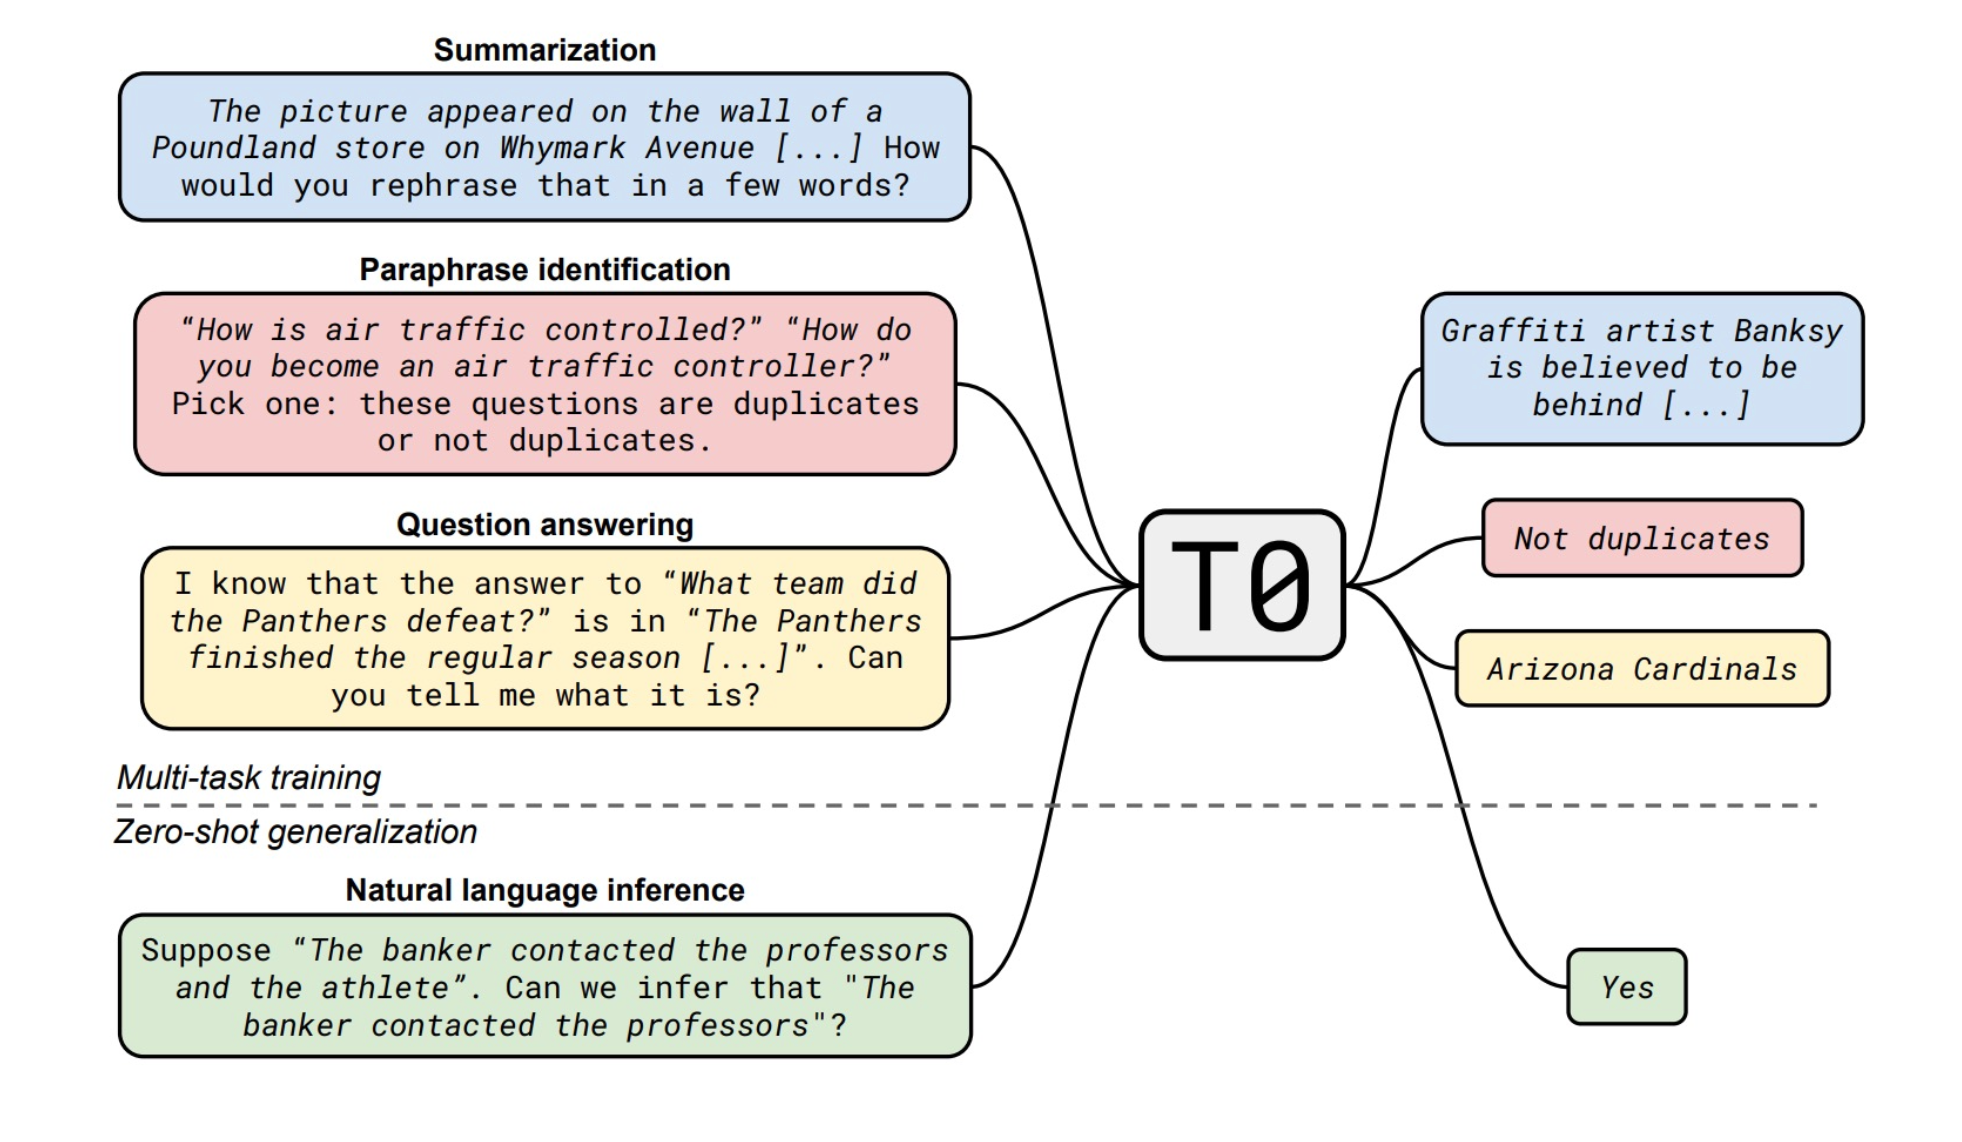 Summarization
The picture appeared on the wall of a
Poundland store on Whymark Avenue [...] How
would you rephrase that in a few words?
Paraphrase identification
“How is air traffic controlled?” “How do
you become an air traffic controller?”
Pick one: these questions are duplicates
or not duplicates.
Question answering
I know that the answer to “What team did
the Panthers defeat?” is in “The Panthers
finished the regular season [...]”. Can
you tell me what it is?
Multi-task training
Zero-shot generalization
Natural language inference
Suppose “The banker contacted the professors
and the athlete”. Can we infer that "The
banker contacted the professors"?
T0
Graffiti artist Banksy
is believed to be
behind [...]
Not duplicates
Arizona Cardinals
Yes